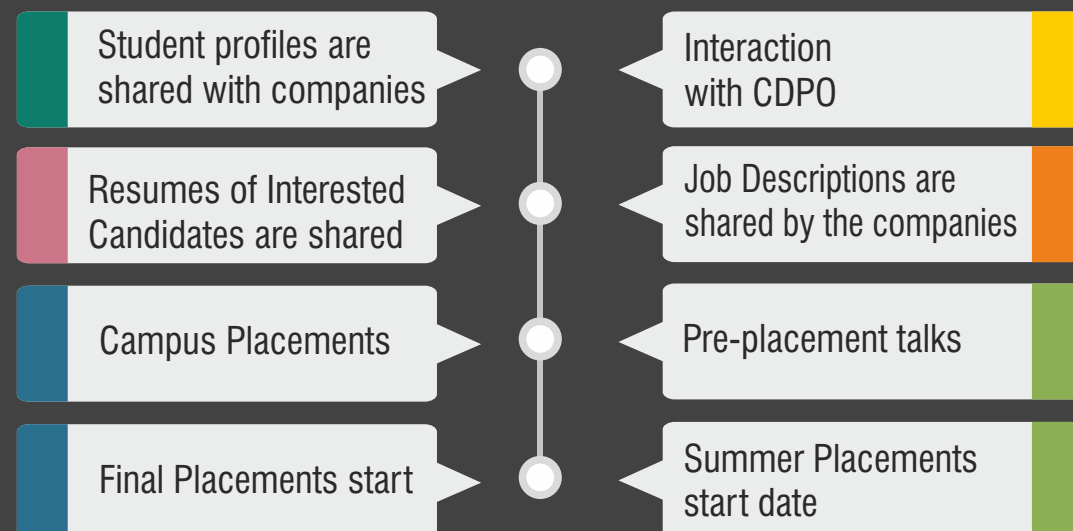 Student profiles are
shared with companies
Interaction
with CDPO
Resumes of Interested
Candidates are shared
Job Descriptions are
shared by the companies
Campus Placements
Pre-placement talks
Final Placements start
Summer Placements
start date